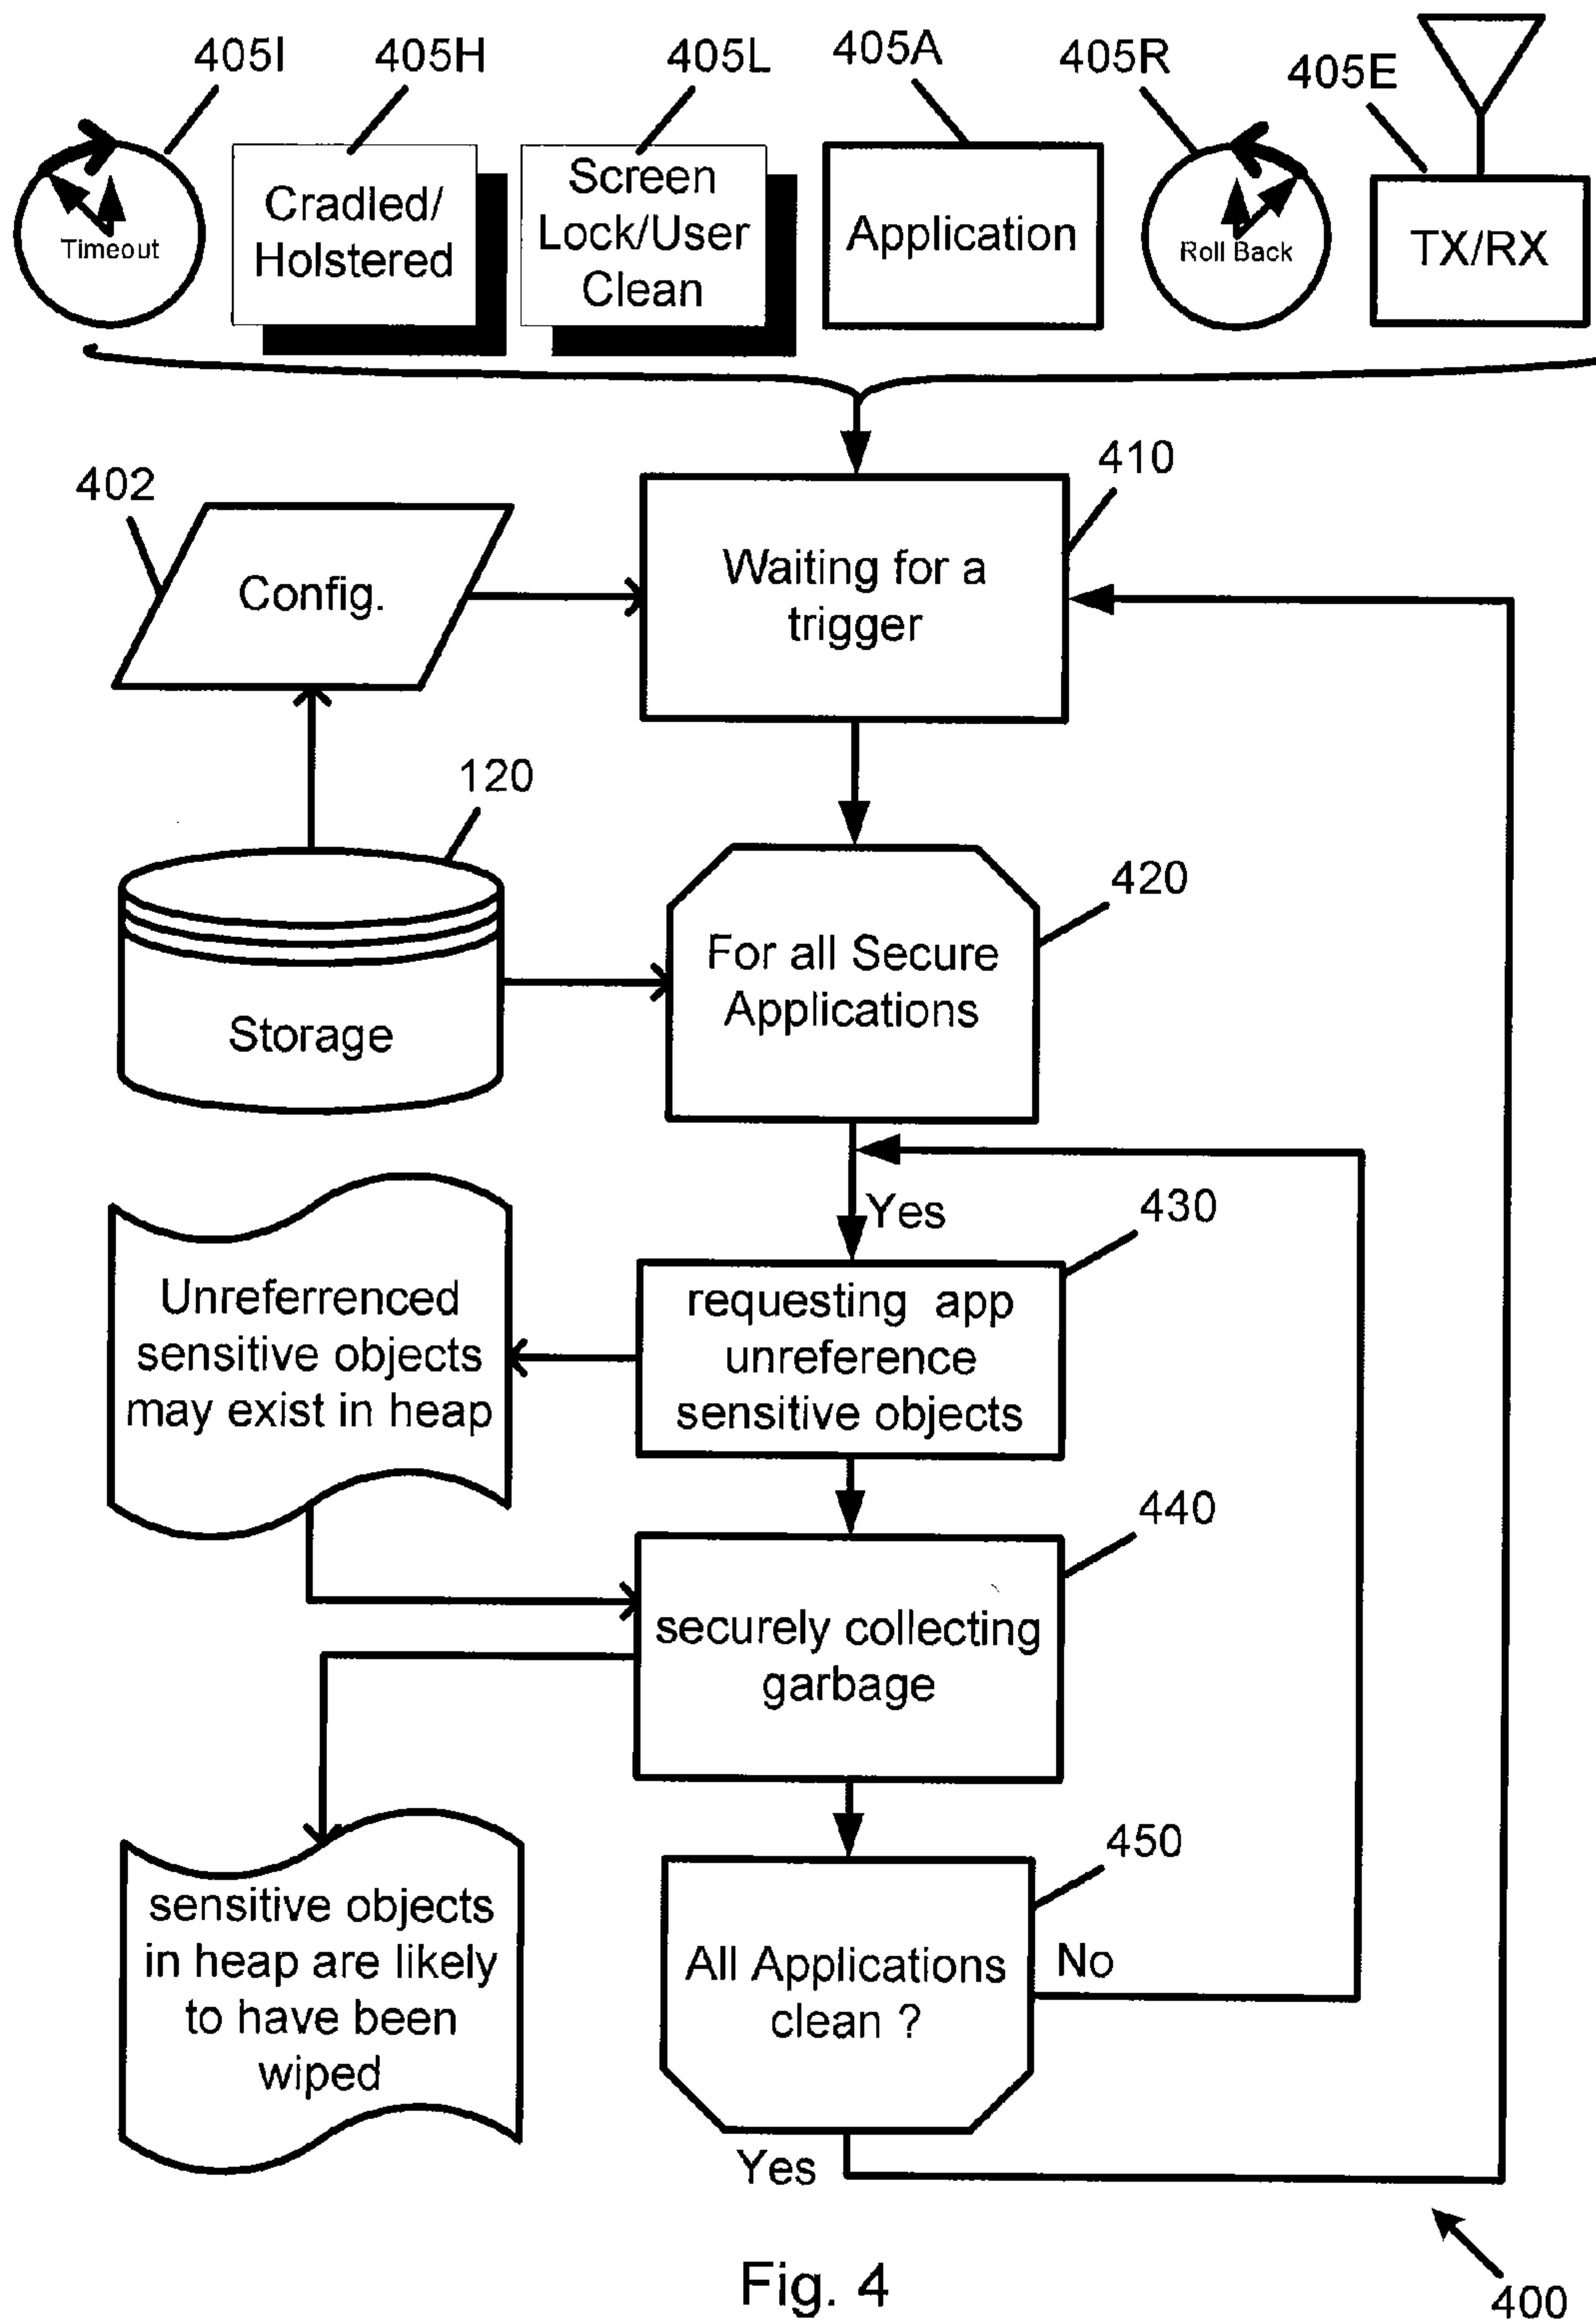 405I
405H
405L
405A
405R
405E
Timeout
Cradled/
Holstered
Screen
Lock/User
Clean
Application
Roll Back
TX/RX
402
410
Config.
Waiting for a
trigger
120
420
Storage
For all Secure
Applications
Yes
430
Unreferrenced
sensitive objects
may exist in heap
requesting app
unreference
sensitive objects
440
securely collecting
garbage
450
sensitive objects
in heap are likely
to have been
wiped
All Applications
clean ?
No
Yes
Fig. 4
400